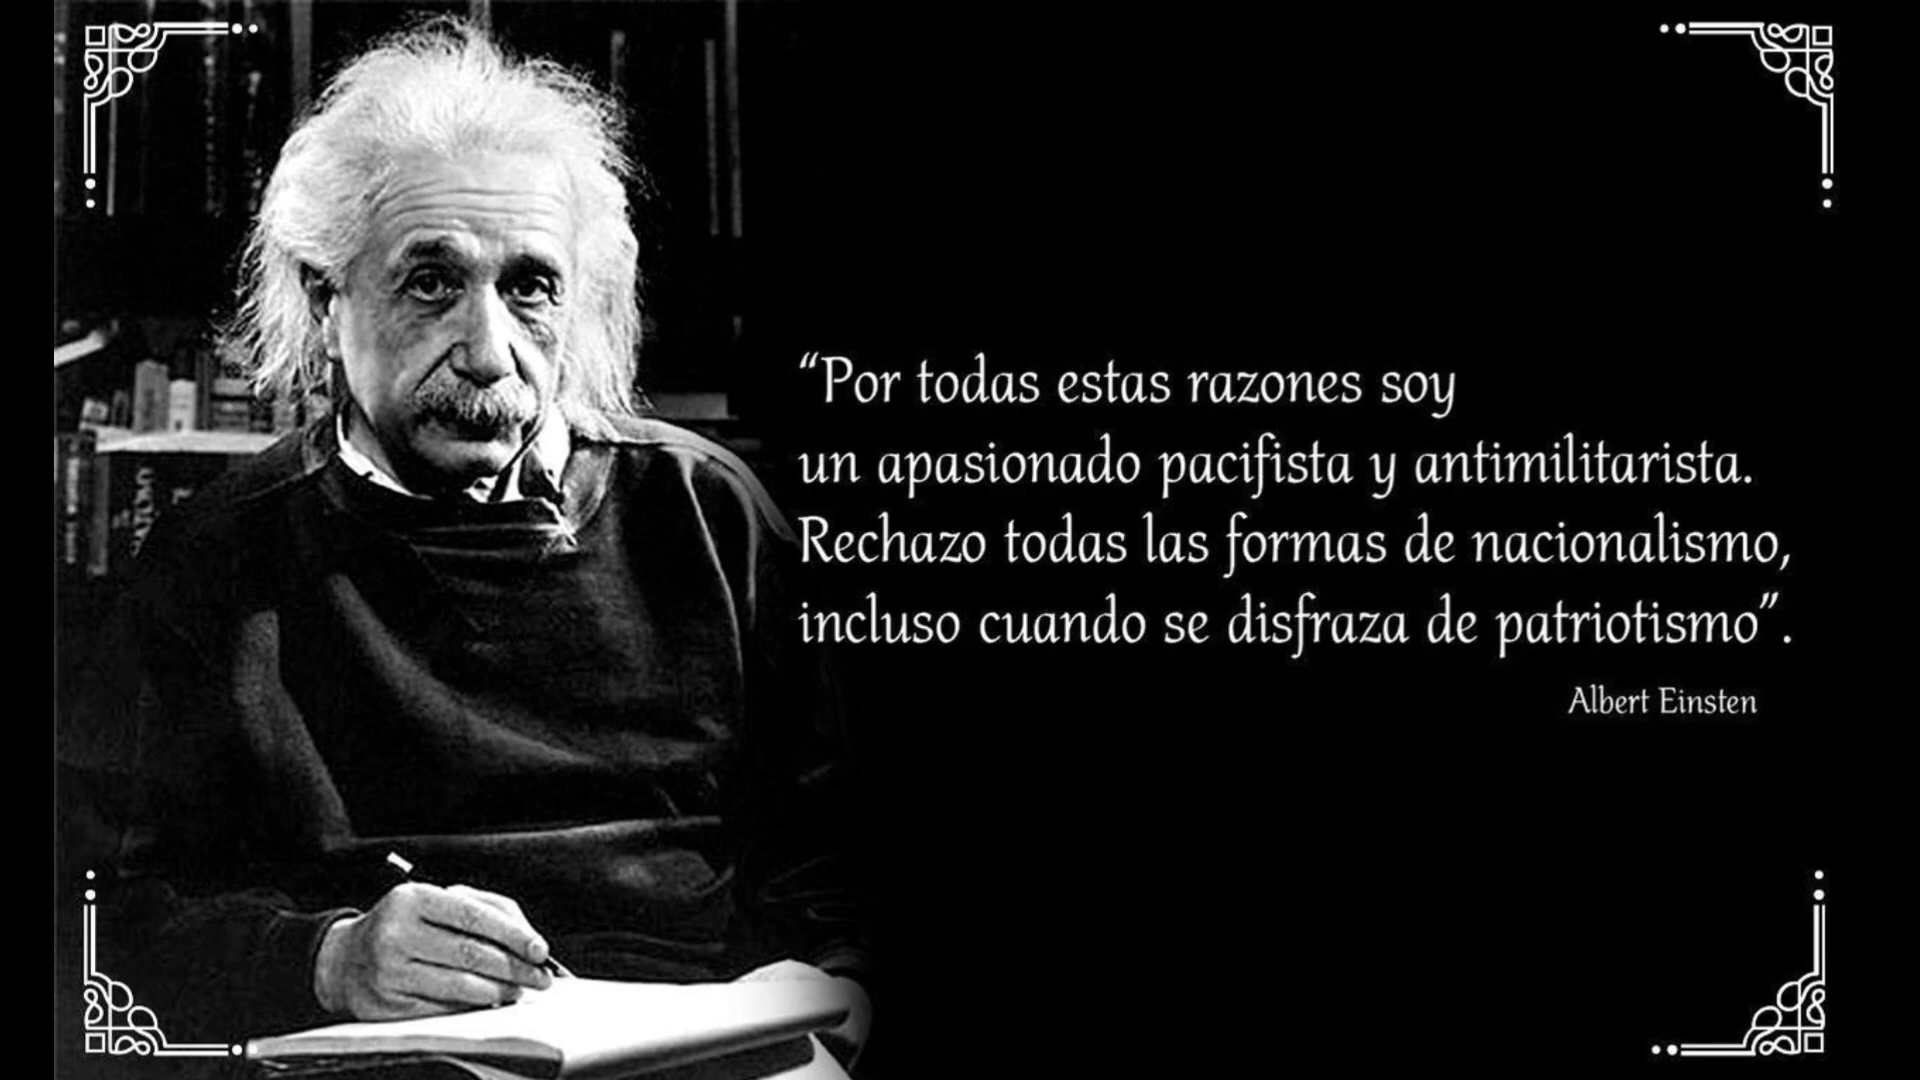 “Por todas estas razones soy
un apasionado pacifista y antimilitarista.
Rechazo todas las formas de nacionalismo,
incluso cuando se disfraza de patriotismo”.
Albert Einsten